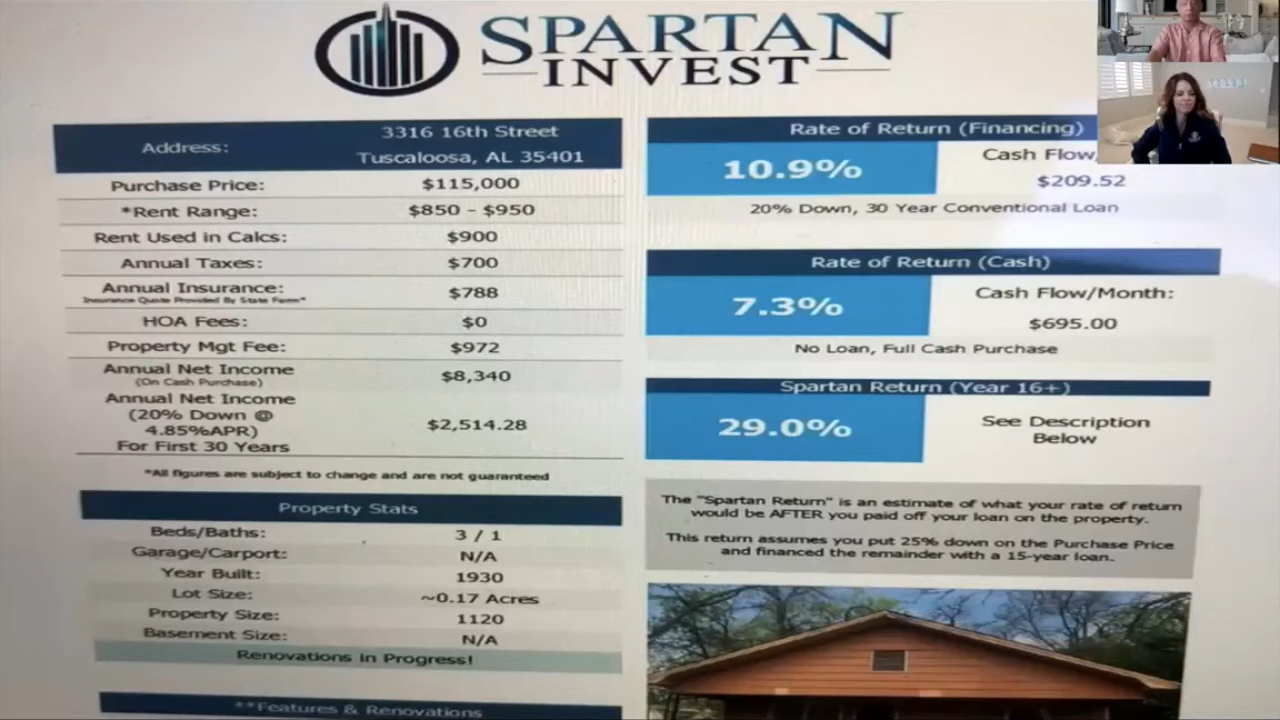 SPARTAN
INVEST
Address:
3316 16th Street
Tuscaloosa, AL 35401
Purchase Price: $115,000
*Rent Range: $850 - $950
Rent Used in Calcs: $900
Annual Taxes: $700
Annual Insurance: $788
Insurance Quote Provided By State Farm*
HOA Fees: $0
Property Mgt Fee: $972
Annual Net Income $8,340
(On Cash Purchase)
Annual Net Income
(20% Down @
4.85%APR) $2,514.28
For First 30 Years
*All figures are subject to change and are not guaranteed
Property Stats
Beds/Baths: 3 / 1
Garage/Carport: N/A
Year Built: 1930
Lot Size: ~0.17 Acres
Property Size: 1120
Basement Size: N/A
Renovations in Progress!
**Features & Renovations
Rate of Return (Financing)
10.9%
Cash Flow/
$209.52
20% Down, 30 Year Conventional Loan
Rate of Return (Cash)
7.3%
Cash Flow/Month:
$695.00
No Loan, Full Cash Purchase
Spartan Return (Year 16+)
29.0%
See Description
Below
The "Spartan Return" is an estimate of what your rate of return
would be AFTER you paid off your loan on the property.
This return assumes you put 25% down on the Purchase Price
and financed the remainder with a 15-year loan.